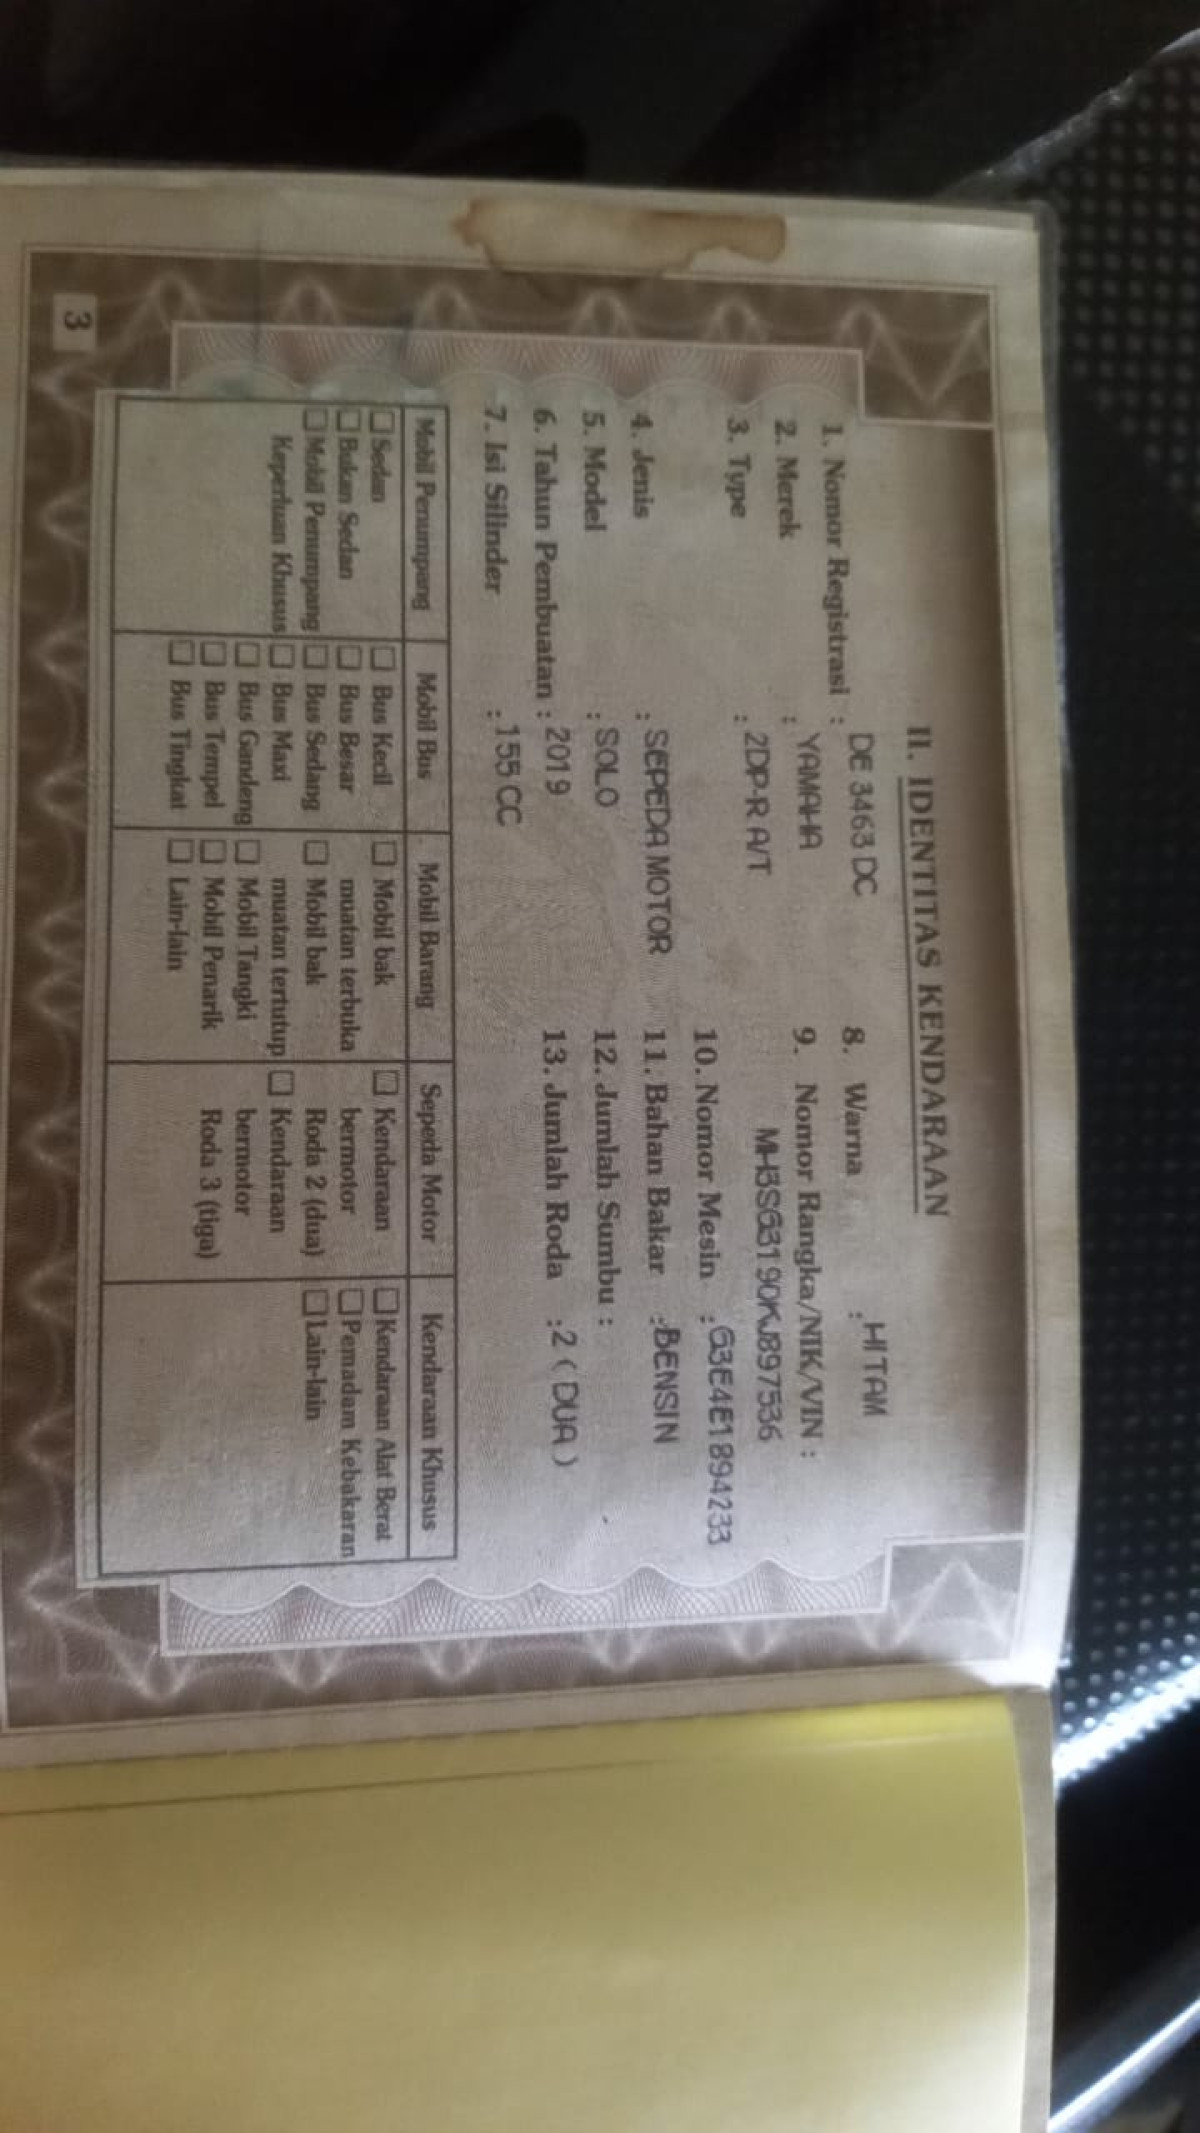 II. IDENTITAS KENDARAAN
1. Nomor Registrasi : DE 3463 DC
2. Merek : YAMAHA
3. Type : 2DP-R A/T
4. Jenis : SEPEDA MOTOR
5. Model : SOLO
6. Tahun Pembuatan : 2019
7. Isi Silinder : 155 CC
8. Warna : HITAM
9. Nomor Rangka/NIK/VIN :
MH3SG3190KJ897536
10. Nomor Mesin : G3E4E1894233
11. Bahan Bakar : BENSIN
12. Jumlah Sumbu :
13. Jumlah Roda : 2 ( DUA )
Mobil Penumpang
Sedan
Bukan Sedan
Mobil Penumpang
Keperluan Khusus
Mobil Bus
Bus Kecil
Bus Besar
Bus Sedang
Bus Maxi
Bus Gandeng
Bus Tempel
Bus Tingkat
Mobil Barang
Mobil bak
muatan terbuka
Mobil bak
muatan tertutup
Mobil Tangki
Mobil Penarik
Lain-lain
Sepeda Motor
Kendaraan
bermotor
Roda 2 (dua)
Kendaraan
bermotor
Roda 3 (tiga)
Kendaraan Khusus
Kendaraan Alat Berat
Pemadam Kebakaran
Lain-lain
3